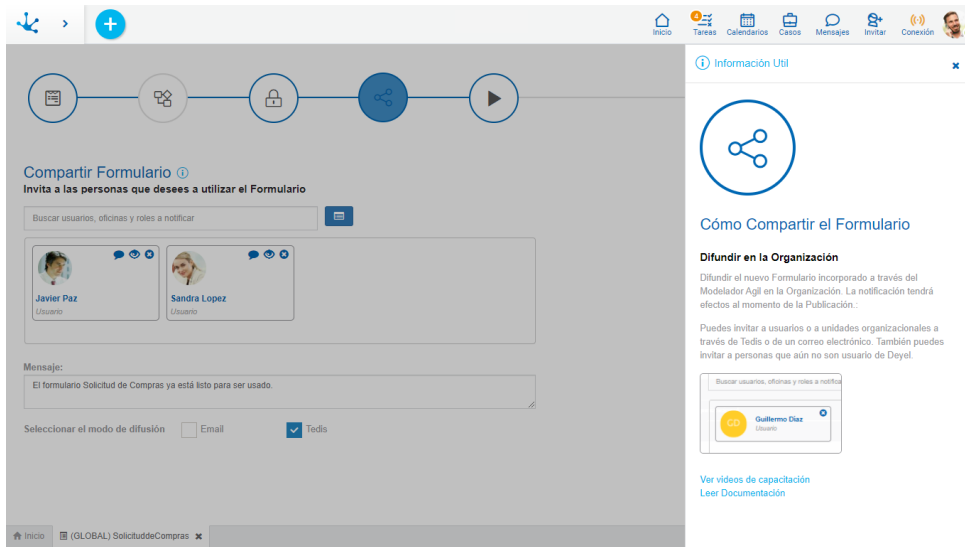 Inicio
4
Tareas
Calendarios
Casos
Mensajes
Invitar
Conexión
Información Util
Compartir Formulario
Invita a las personas que desees a utilizar el Formulario
Buscar usuarios, oficinas y roles a notificar
Javier Paz
Usuario
Sandra Lopez
Usuario
Mensaje:
El formulario Solicitud de Compras ya está listo para ser usado.
Seleccionar el modo de difusión
Email
Tedis
Cómo Compartir el Formulario
Difundir en la Organización
Difundir el nuevo Formulario incorporado a través del
Modelador Agil en la Organización. La notificación tendrá
efectos al momento de la Publicación.:
Puedes invitar a usuarios o a unidades organizacionales a
través de Tedis o de un correo electrónico. También puedes
invitar a personas que aún no son usuario de Deyel.
Buscar usuarios, oficinas y roles a notifica
GD
Guillermo Diaz
Usuario
Ver videos de capacitación
Leer Documentación
inicio
(GLOBAL) SolicituddeCompras